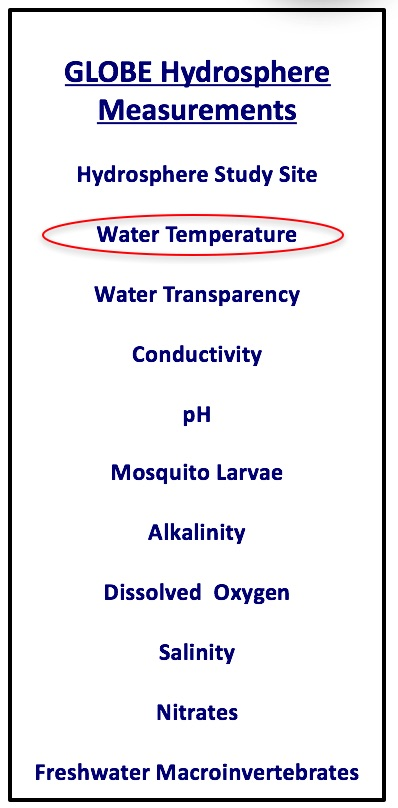 GLOBE Hydrosphere
Measurements
Hydrosphere Study Site
Water Temperature
Water Transparency
Conductivity
pH
Mosquito Larvae
Alkalinity
Dissolved  Oxygen
Salinity
Nitrates
Freshwater Macroinvertebrates